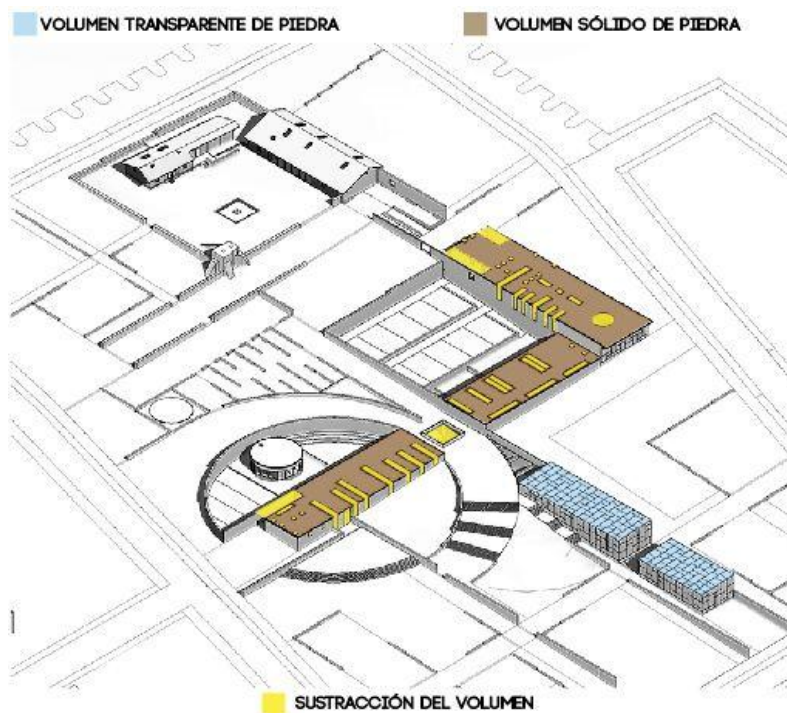 VOLUMEN TRANSPARENTE DE PIEDRA
VOLUMEN SÓLIDO DE PIEDRA
SUSTRACCIÓN DEL VOLUMEN